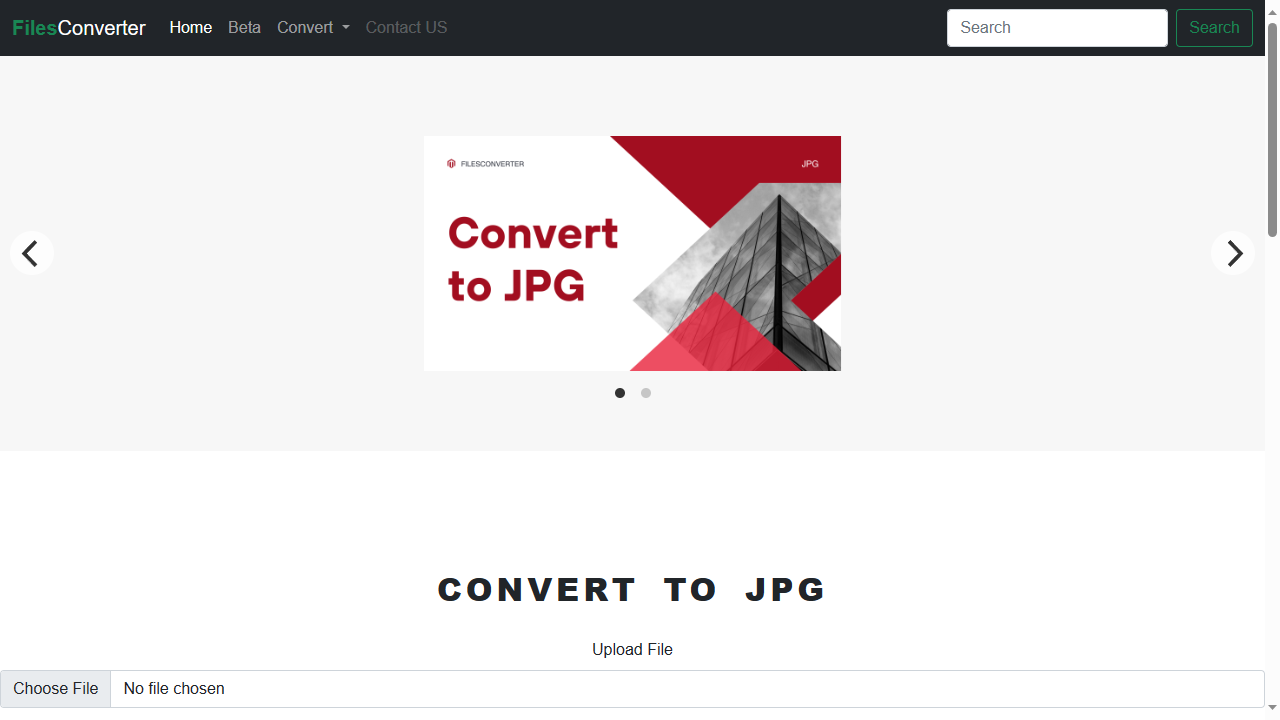 FilesConverter Home Beta Convert Contact US Search Search
FILESCONVERTER JPG
Convert
to JPG
CONVERT TO JPG
Upload File
Choose File No file chosen